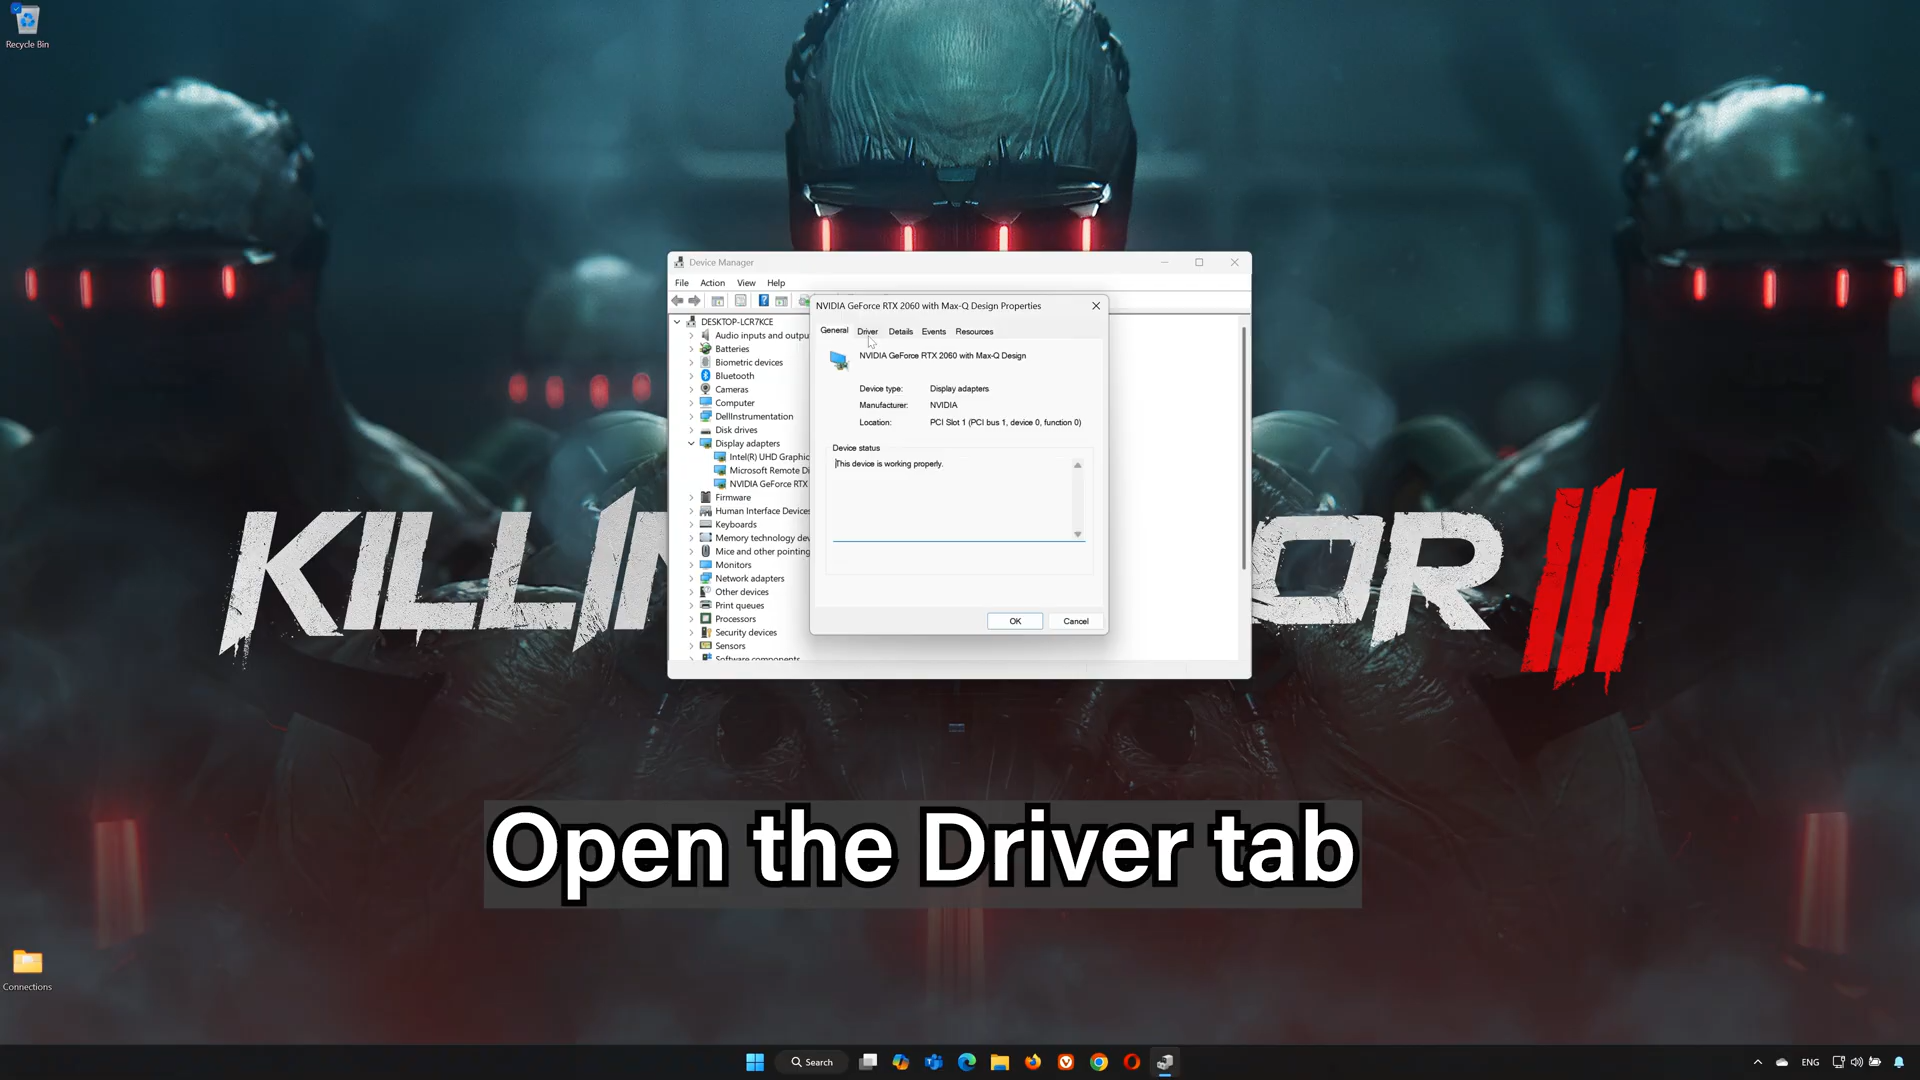 Recycle Bin
Device Manager
File Action View Help
NVIDIA GeForce RTX 2060 with Max-Q Design Properties
General Driver Details Events Resources
NVIDIA GeForce RTX 2060 with Max-Q Design
Device type: Display adapters
Manufacturer: NVIDIA
Location: PCI Slot 1 (PCI bus 1, device 0, function 0)
Device status
This device is working properly.
OK Cancel
DESKTOP-LCR7KCE
Audio inputs and outpu
Batteries
Biometric devices
Bluetooth
Cameras
Computer
DellInstrumentation
Disk drives
Display adapters
Intel(R) UHD Graphic
Microsoft Remote Di
NVIDIA GeForce RTX
Firmware
Human Interface Devices
Keyboards
Memory technology dev
Mice and other pointing
Monitors
Network adapters
Other devices
Print queues
Processors
Security devices
Sensors
Software components
KILLIN OR III
Open the Driver tab
Connections
Search
ENG